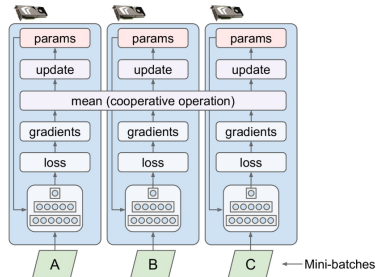 params params params
update update update
mean (cooperative operation)
gradients gradients gradients
loss loss loss
A B C Mini-batches